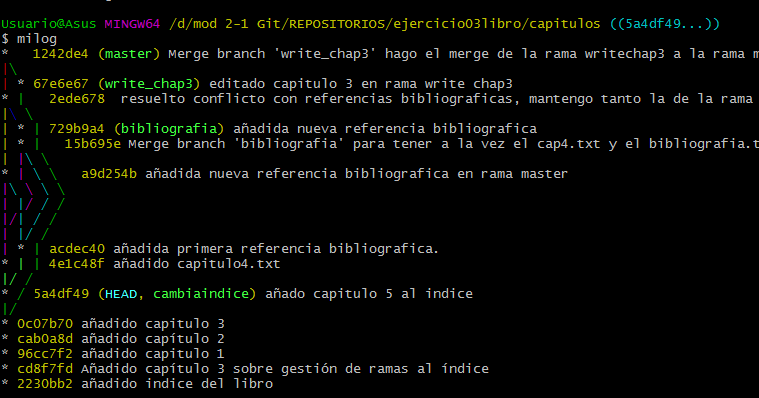 Usuario@Asus MINGW64 /d/mod 2-1 Git/REPOSITORIOS/ejercicio03libro/capitulos ((5a4df49...))
$ milog
*   1242de4 (master) Merge branch 'write_chap3' hago el merge de la rama writechap3 a la rama m
|\
| * 67e6e67 (write_chap3) editado capitulo 3 en rama write chap3
* |   2ede678  resuelto conflicto con referencias bibliograficas, mantengo tanto la de la rama
|\ \
| * | 729b9a4 (bibliografia) añadida nueva referencia bibliografica
| * |   15b695e Merge branch 'bibliografia' para tener a la vez el cap4.txt y el bibliografia.t
| |\ \
* | \ \   a9d254b añadida nueva referencia bibliografica en rama master
|\ \ \ \
| |/ / /
|/| / /
| |/ /
| * | acdec40 añadida primera referencia bibliografica.
* | | 4e1c48f añadido capitulo4.txt
|/ /
* / 5a4df49 (HEAD, cambiaindice) añado capitulo 5 al indice
|/
* 0c07b70 añadido capitulo 3
* cab0a8d añadido capítulo 2
* 96cc7f2 añadido capitulo 1
* cd8f7fd Añadido capítulo 3 sobre gestión de ramas al índice
* 2230bb2 añadido indice del libro